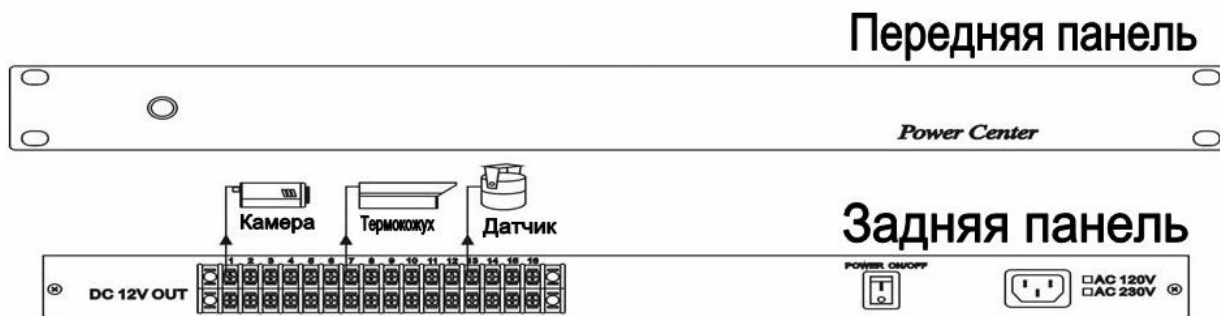 Передняя панель
Power Center
Камера
Термокожух
Датчик
Задняя панель
1 2 3 4 5 6 7 8 9 10 11 12 13 14 15 16
POWER ON/OFF
DC 12V OUT
□AC 120V
□AC 230V